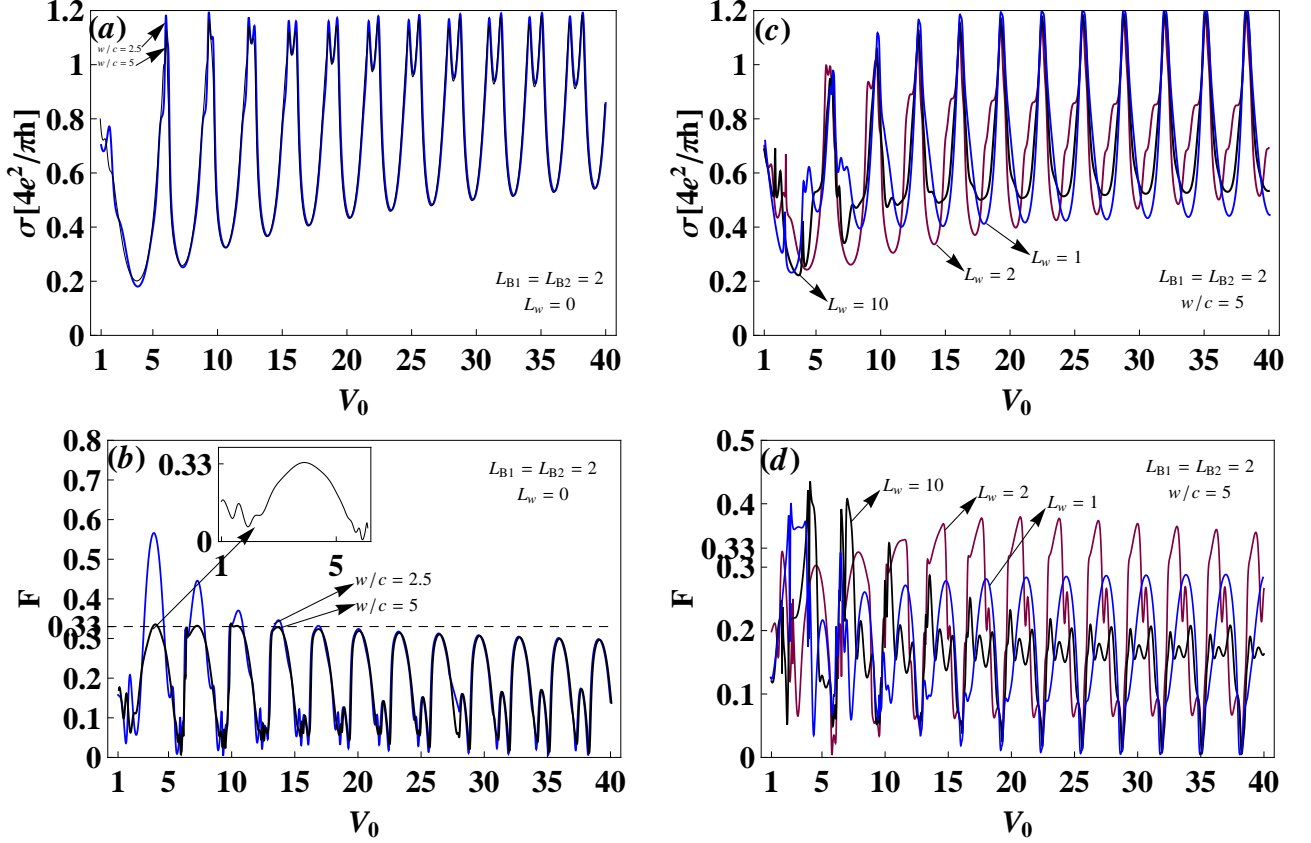 (a)
w/c = 2.5
w/c = 5
1.2
1
0.8
0.6
0.4
0.2
0
σ[4e²/πh]
L_B1 = L_B2 = 2
L_w = 0
1 5 10 15 20 25 30 35 40
V_0
(c)
1.2
1
0.8
0.6
0.4
0.2
0
σ[4e²/πh]
L_w = 1
L_w = 2
L_w = 10
L_B1 = L_B2 = 2
w/c = 5
1 5 10 15 20 25 30 35 40
V_0
(b)
0.8
0.7
0.6
0.5
0.4
0.33
0.3
0.2
0.1
0
F
0.33
0
1 5
L_B1 = L_B2 = 2
L_w = 0
w/c = 2.5
w/c = 5
1 5 10 15 20 25 30 35 40
V_0
(d)
0.5
0.4
0.33
0.3
0.2
0.1
0
F
L_w = 10
L_w = 2
L_w = 1
L_B1 = L_B2 = 2
w/c = 5
1 5 10 15 20 25 30 35 40
V_0